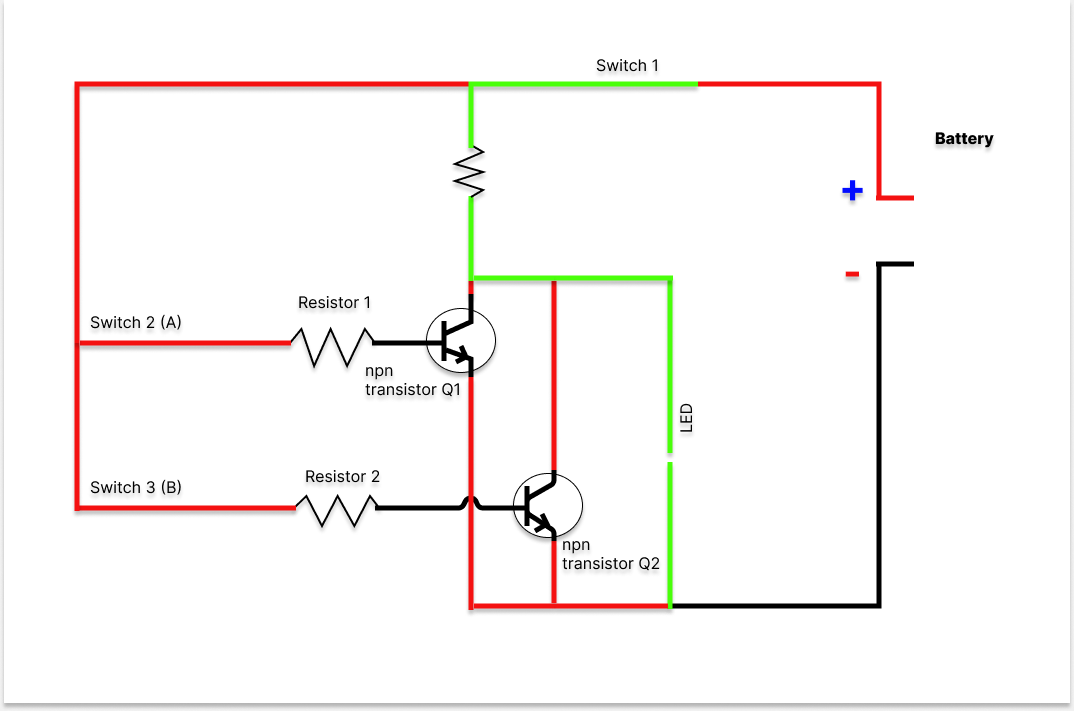 Switch 1
Battery
+
-
Resistor 1
Switch 2 (A)
npn
transistor Q1
LED
Resistor 2
Switch 3 (B)
npn
transistor Q2